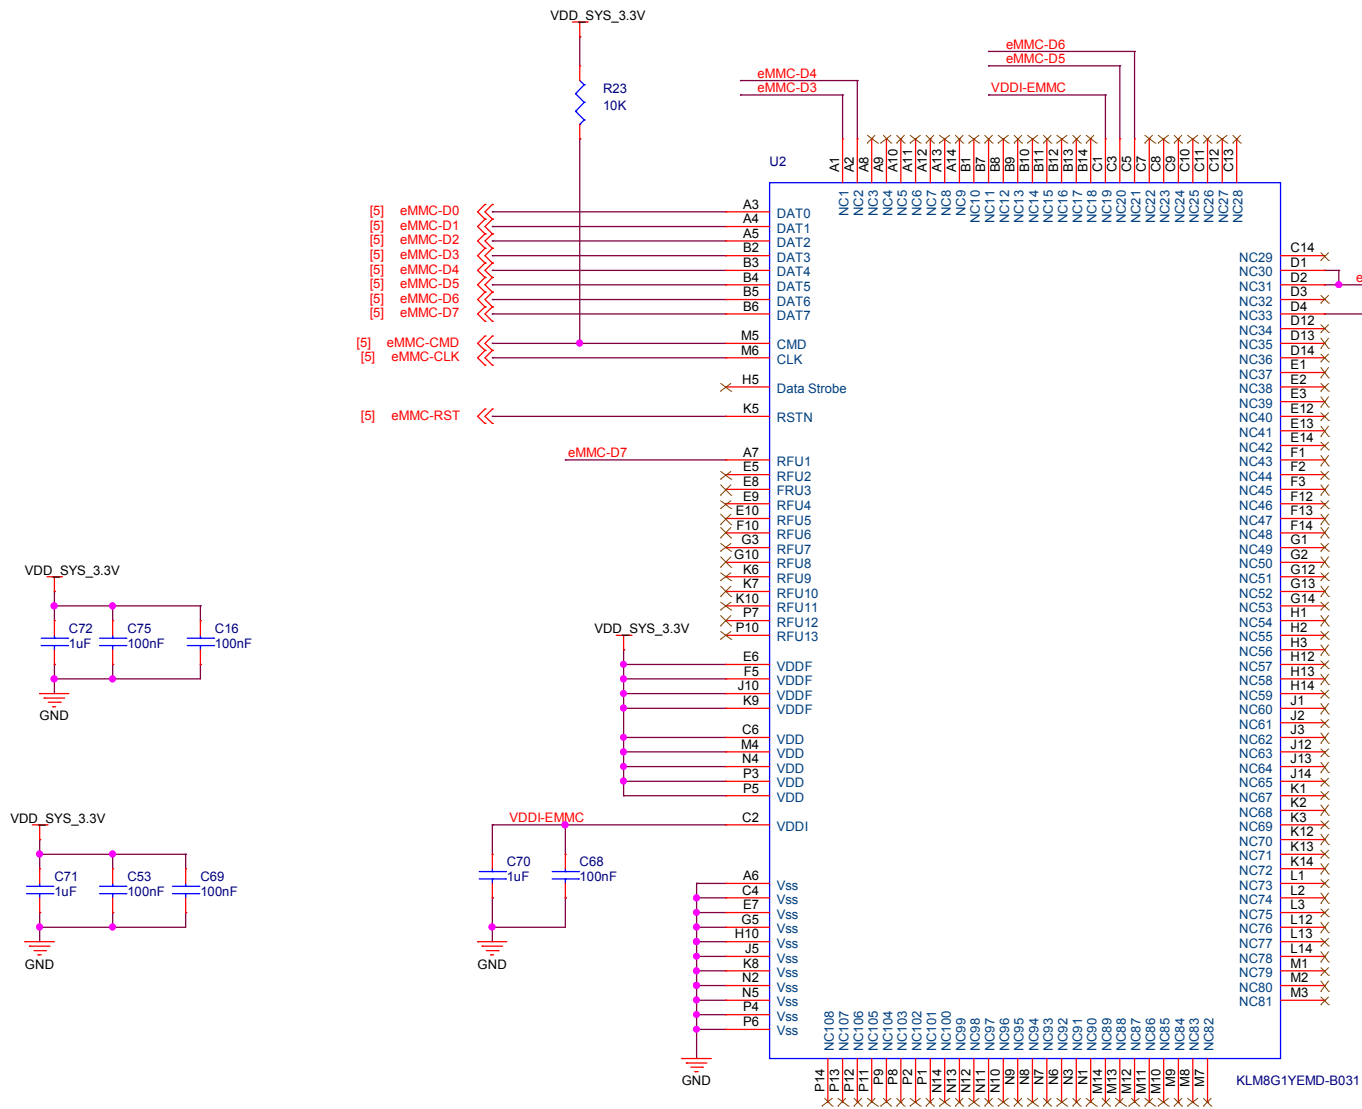 VDD_SYS_3.3V
R23
10K
eMMC-D4
eMMC-D3
eMMC-D6
eMMC-D5
VDDI-EMMC
U2
A1 A2 A8 A9 A10 A11 A12 A13 A14 B1 B7 B8 B9 B10 B11 B12 B13 B14 C1 C3 C5 C7 C8 C9 C10 C11 C12 C13
NC1 NC2 NC3 NC4 NC5 NC6 NC7 NC8 NC9 NC10 NC11 NC12 NC13 NC14 NC15 NC16 NC17 NC18 NC19 NC20 NC21 NC22 NC23 NC24 NC25 NC26 NC27 NC28
[5] eMMC-D0 A3 DAT0
[5] eMMC-D1 A4 DAT1
[5] eMMC-D2 A5 DAT2
[5] eMMC-D3 B2 DAT3
[5] eMMC-D4 B3 DAT4
[5] eMMC-D5 B4 DAT5
[5] eMMC-D6 B5 DAT6
[5] eMMC-D7 B6 DAT7
[5] eMMC-CMD M5 CMD
[5] eMMC-CLK M6 CLK
H5 Data Strobe
[5] eMMC-RST K5 RSTN
eMMC-D7 A7 RFU1
E5 RFU2
E8 FRU3
E9 RFU4
E10 RFU5
F10 RFU6
G3 RFU7
G10 RFU8
K6 RFU9
K7 RFU10
K10 RFU11
P7 RFU12
P10 RFU13
VDD_SYS_3.3V
E6 VDDF
F5 VDDF
J10 VDDF
K9 VDDF
C6 VDD
M4 VDD
N4 VDD
P3 VDD
P5 VDD
VDDI-EMMC C2 VDDI
C70
1uF
C68
100nF
GND
A6 Vss
C4 Vss
E7 Vss
G5 Vss
H10 Vss
J5 Vss
K8 Vss
N2 Vss
N5 Vss
P4 Vss
P6 Vss
GND
NC29 C14
NC30 D1
NC31 D2 e
NC32 D3
NC33 D4
NC34 D12
NC35 D13
NC36 D14
NC37 E1
NC38 E2
NC39 E3
NC40 E12
NC41 E13
NC42 E14
NC43 F1
NC44 F2
NC45 F3
NC46 F12
NC47 F13
NC48 F14
NC49 G1
NC50 G2
NC51 G12
NC52 G13
NC53 G14
NC54 H1
NC55 H2
NC56 H3
NC57 H12
NC58 H13
NC59 H14
NC60 J1
NC61 J2
NC62 J3
NC63 J12
NC64 J13
NC65 J14
NC67 K1
NC68 K2
NC69 K3
NC70 K12
NC71 K13
NC72 K14
NC73 L1
NC74 L2
NC75 L3
NC76 L12
NC77 L13
NC78 L14
NC79 M1
NC80 M2
NC81 M3
NC108 NC107 NC106 NC105 NC104 NC103 NC102 NC101 NC100 NC99 NC98 NC97 NC96 NC95 NC94 NC93 NC92 NC91 NC90 NC89 NC88 NC87 NC86 NC85 NC84 NC83 NC82
P14 P13 P12 P11 P9 P8 P2 P1 N14 N13 N12 N11 N10 N9 N8 N7 N6 N3 N1 M14 M13 M12 M11 M10 M9 M8 M7
KLM8G1YEMD-B031
VDD_SYS_3.3V
C72
1uF
C75
100nF
C16
100nF
GND
VDD_SYS_3.3V
C71
1uF
C53
100nF
C69
100nF
GND